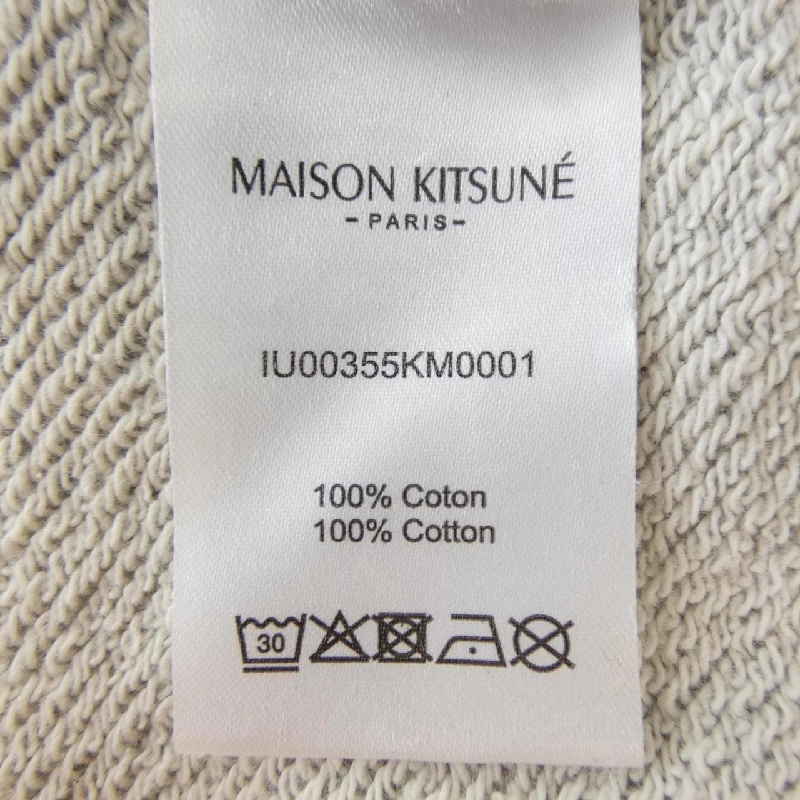 MAISON KITSUNÉ
- PARIS -
IU00355KM0001
100% Coton
100% Cotton
30